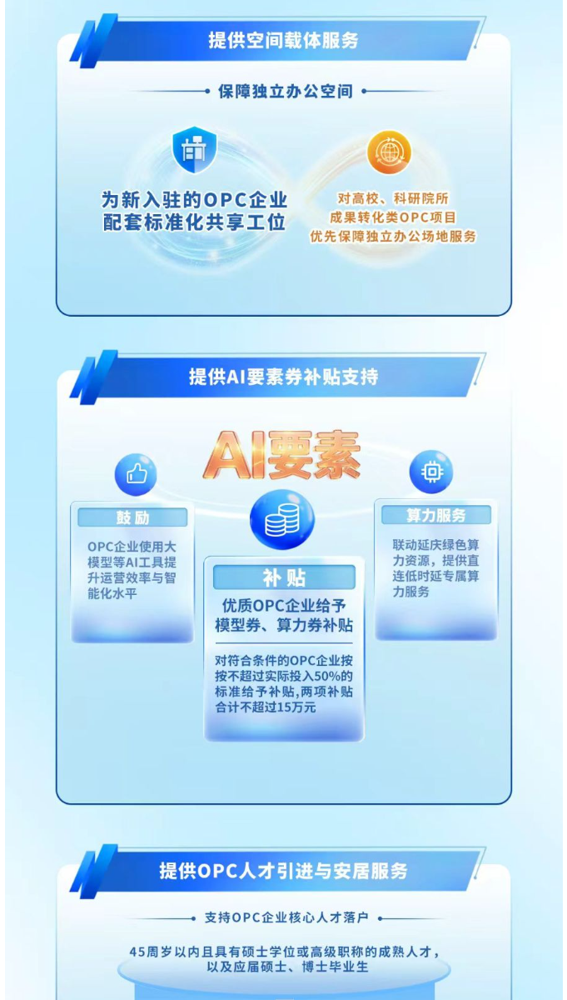 提供空间载体服务
保障独立办公空间
为新入驻的OPC企业
配套标准化共享工位
对高校、科研院所
成果转化类OPC项目
优先保障独立办公场地服务
提供AI要素券补贴支持
AI要素
鼓励
OPC企业使用大
模型等AI工具提
升运营效率与智
能化水平
补贴
优质OPC企业给予
模型券、算力券补贴
对符合条件的OPC企业按
按不超过实际投入50%的
标准给予补贴,两项补贴
合计不超过15万元
算力服务
联动延庆绿色算
力资源，提供直
连低时延专属算
力服务
提供OPC人才引进与安居服务
支持OPC企业核心人才落户
45周岁以内且具有硕士学位或高级职称的成熟人才，
以及应届硕士、博士毕业生